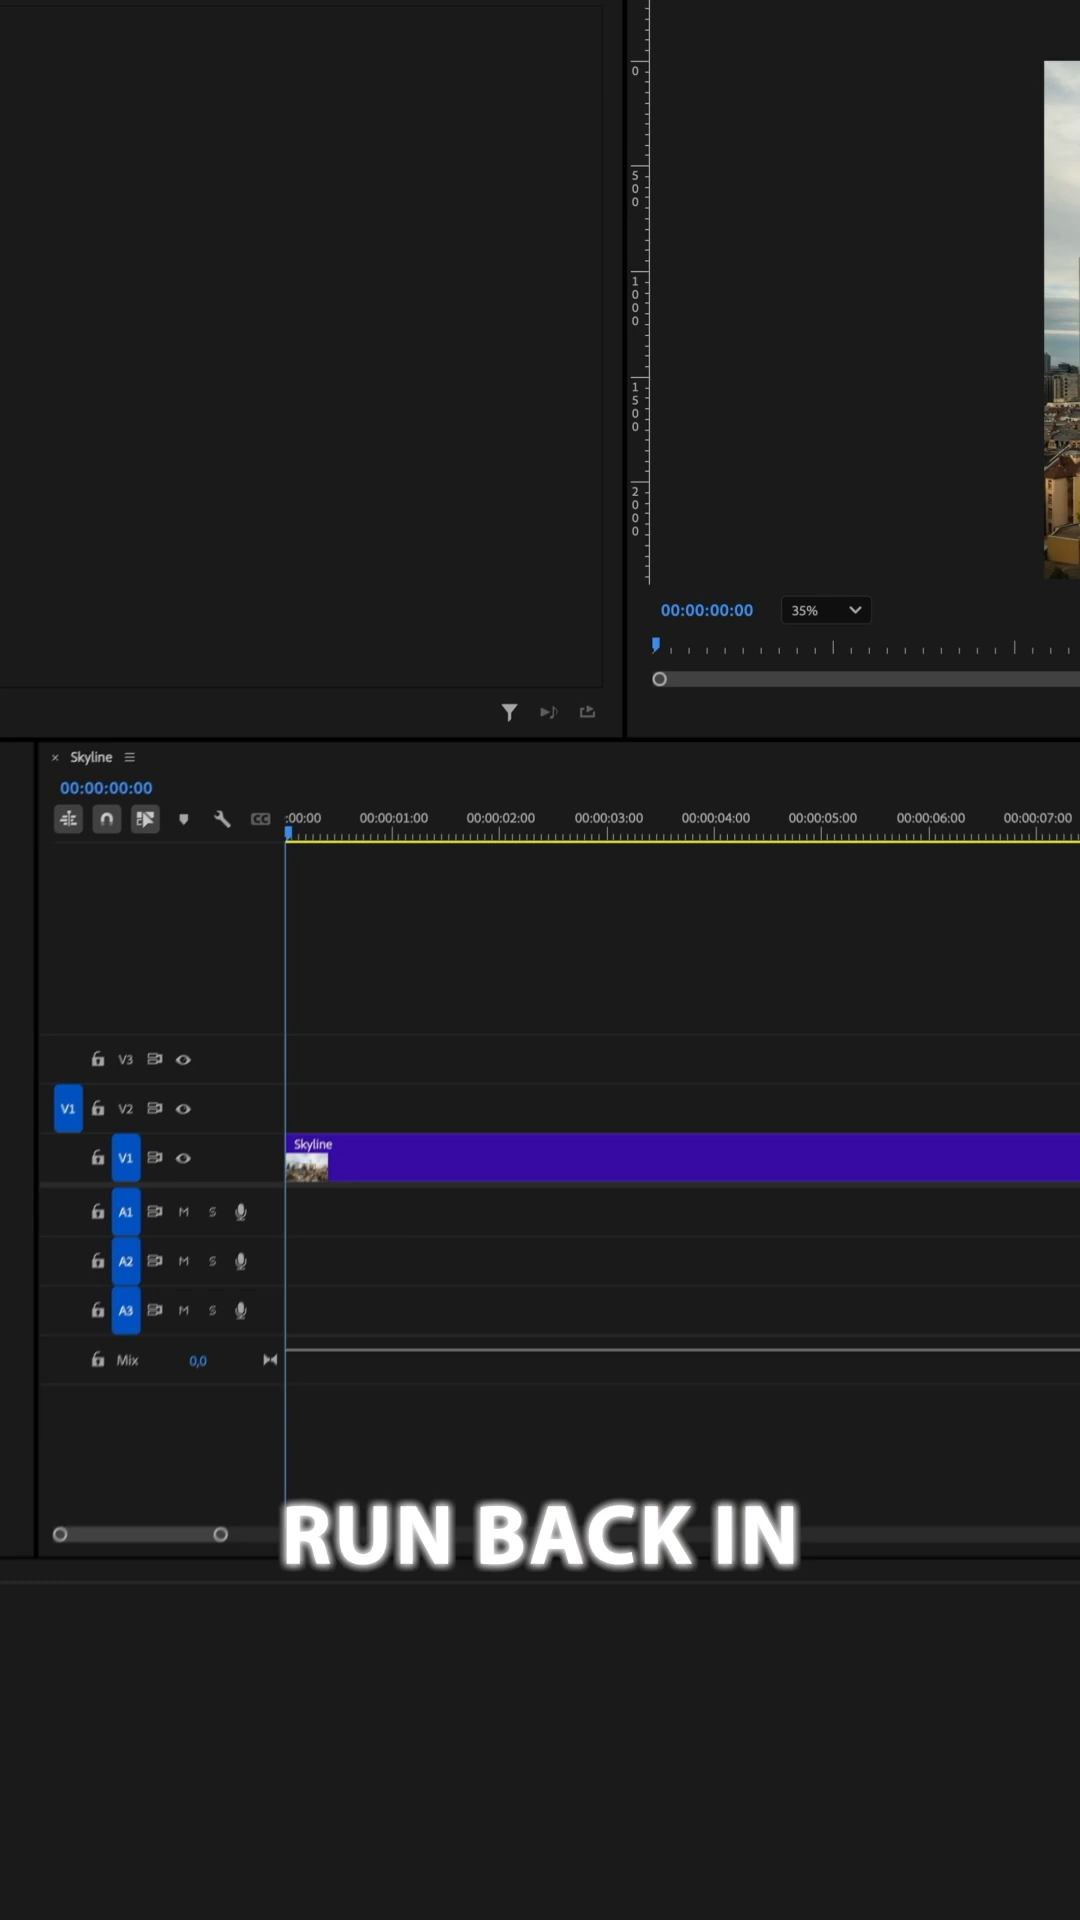 0
500
1000
1500
2000
00:00:00:00
35%
Skyline
00:00:00:00
:00:00
00:00:01:00
00:00:02:00
00:00:03:00
00:00:04:00
00:00:05:00
00:00:06:00
00:00:07:00
V3
V1 V2
Skyline
V1
A1 M S
A2 M S
A3 M S
Mix 0,0
RUN BACK IN